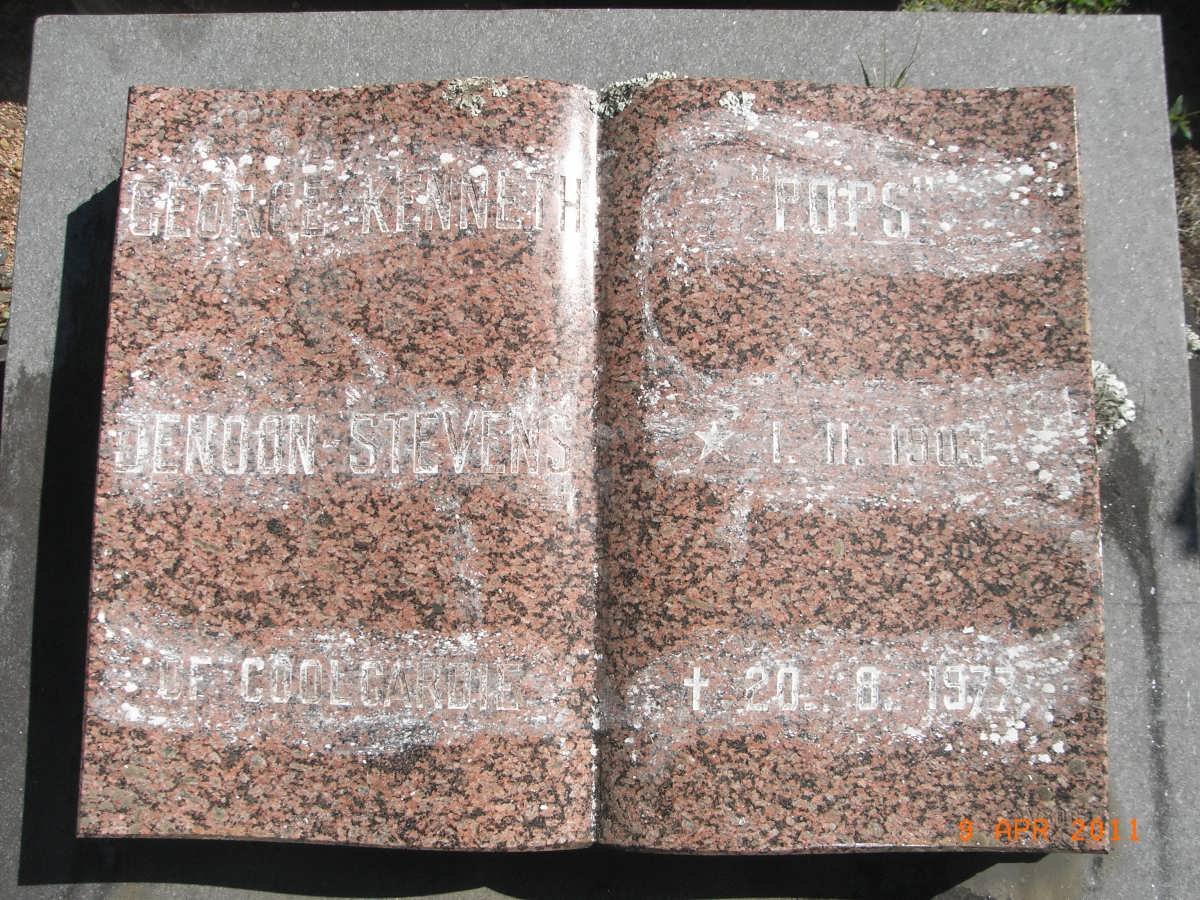 GEORGE KENNETH
DENOON-STEVENS
OF COOLGARDIE
"POPS"
★ 1. 11. 1903
✝ 20. 8. 1977
9 APR 2011